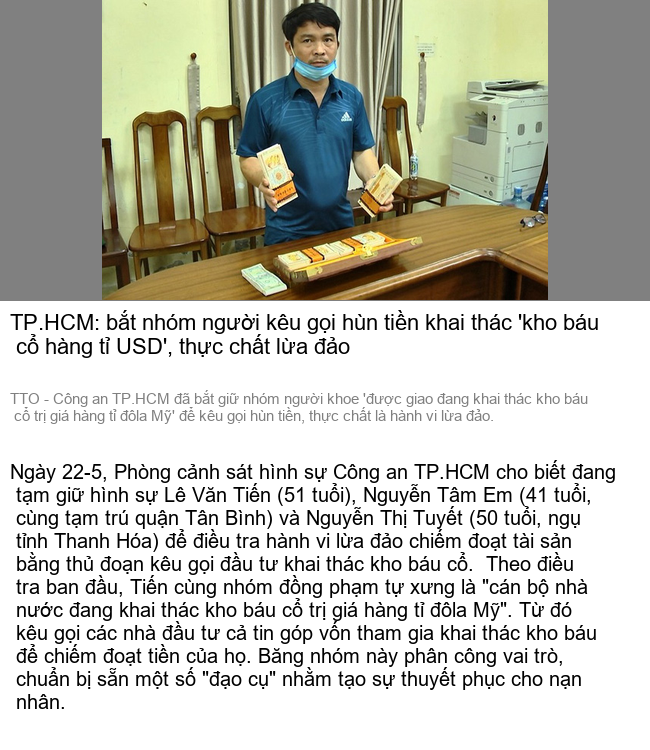 TP.HCM: bắt nhóm người kêu gọi hùn tiền khai thác 'kho báu
cổ hàng tỉ USD', thực chất lừa đảo
TTO - Công an TP.HCM đã bắt giữ nhóm người khoe 'được giao đang khai thác kho báu
cổ trị giá hàng tỉ đôla Mỹ' để kêu gọi hùn tiền, thực chất là hành vi lừa đảo.
Ngày 22-5, Phòng cảnh sát hình sự Công an TP.HCM cho biết đang
tạm giữ hình sự Lê Văn Tiến (51 tuổi), Nguyễn Tâm Em (41 tuổi,
cùng tạm trú quận Tân Bình) và Nguyễn Thị Tuyết (50 tuổi, ngụ
tỉnh Thanh Hóa) để điều tra hành vi lừa đảo chiếm đoạt tài sản
bằng thủ đoạn kêu gọi đầu tư khai thác kho báu cổ.  Theo điều
tra ban đầu, Tiến cùng nhóm đồng phạm tự xưng là "cán bộ nhà
nước đang khai thác kho báu cổ trị giá hàng tỉ đôla Mỹ". Từ đó
kêu gọi các nhà đầu tư cả tin góp vốn tham gia khai thác kho báu
để chiếm đoạt tiền của họ. Băng nhóm này phân công vai trò,
chuẩn bị sẵn một số "đạo cụ" nhằm tạo sự thuyết phục cho nạn
nhân.